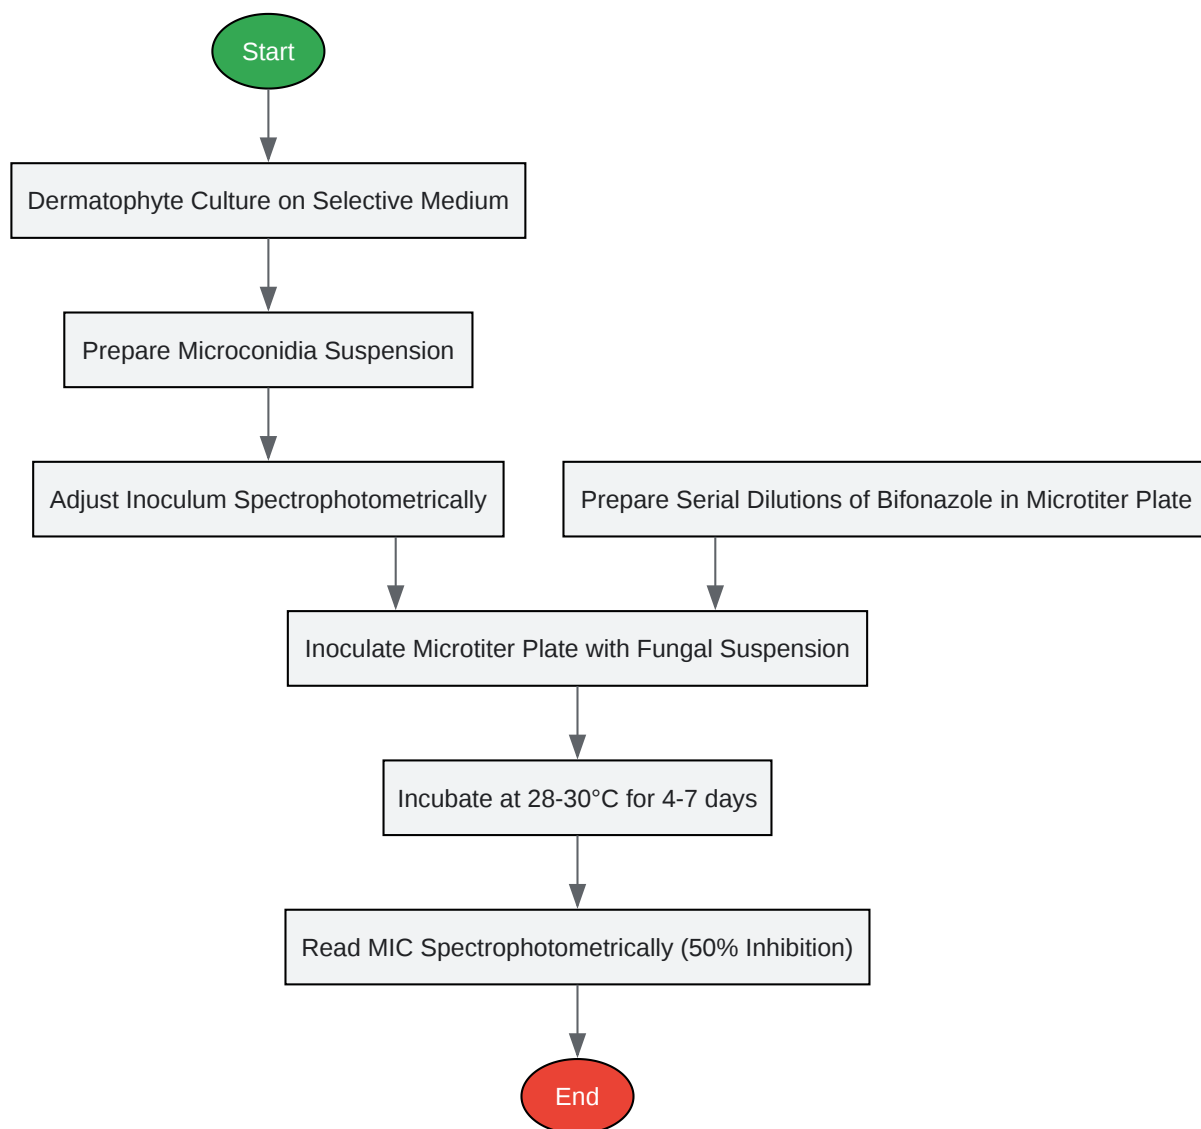 Start
Dermatophyte Culture on Selective Medium
Prepare Microconidia Suspension
Adjust Inoculum Spectrophotometrically
Prepare Serial Dilutions of Bifonazole in Microtiter Plate
Inoculate Microtiter Plate with Fungal Suspension
Incubate at 28-30°C for 4-7 days
Read MIC Spectrophotometrically (50% Inhibition)
End